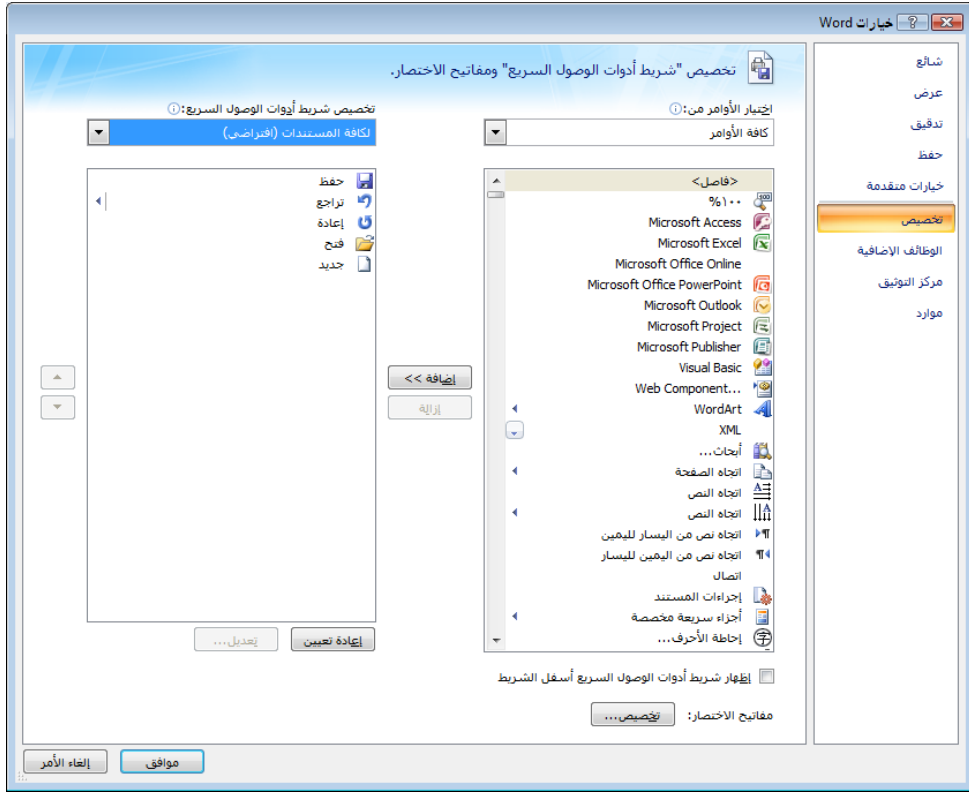 خيارات Word
شائع
عرض
تدقيق
حفظ
خيارات متقدمة
تخصيص
الوظائف الإضافية
مركز التوثيق
موارد
تخصيص "شريط أدوات الوصول السريع" ومفاتيح الاختصار.
اختيار الأوامر من:
كافة الأوامر
<فاصل>
%١٠٠
Microsoft Access
Microsoft Excel
Microsoft Office Online
Microsoft Office PowerPoint
Microsoft Outlook
Microsoft Project
Microsoft Publisher
Visual Basic
Web Component...
WordArt
XML
أبحاث...
اتجاه الصفحة
اتجاه النص
اتجاه النص
اتجاه نص من اليسار لليمين
اتجاه نص من اليمين لليسار
اتصال
إجراءات المستند
أجزاء سريعة مخصصة
إحاطة الأحرف...
إضافة >>
إزالة
تخصيص شريط أدوات الوصول السريع:
لكافة المستندات (افتراضي)
حفظ
تراجع
إعادة
فتح
جديد
إعادة تعيين
تعديل...
إظهار شريط أدوات الوصول السريع أسفل الشريط
مفاتيح الاختصار: تخصيص...
موافق
إلغاء الأمر